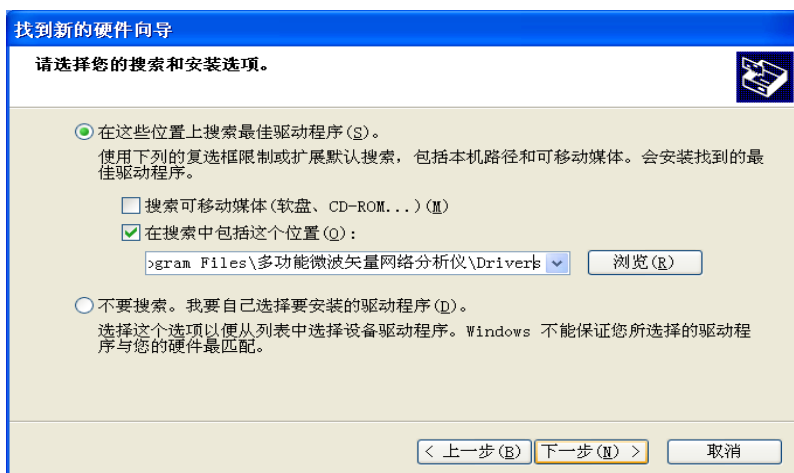 找到新的硬件向导
请选择您的搜索和安装选项。
在这些位置上搜索最佳驱动程序(S)。
使用下列的复选框限制或扩展默认搜索，包括本机路径和可移动媒体。会安装找到的最
佳驱动程序。
搜索可移动媒体(软盘、CD-ROM...)(M)
在搜索中包括这个位置(O):
ogram Files\多功能微波矢量网络分析仪\Drivers
浏览(R)
不要搜索。我要自己选择要安装的驱动程序(D)。
选择这个选项以便从列表中选择设备驱动程序。Windows 不能保证您所选择的驱动程
序与您的硬件最匹配。
< 上一步(B) 下一步(N) > 取消